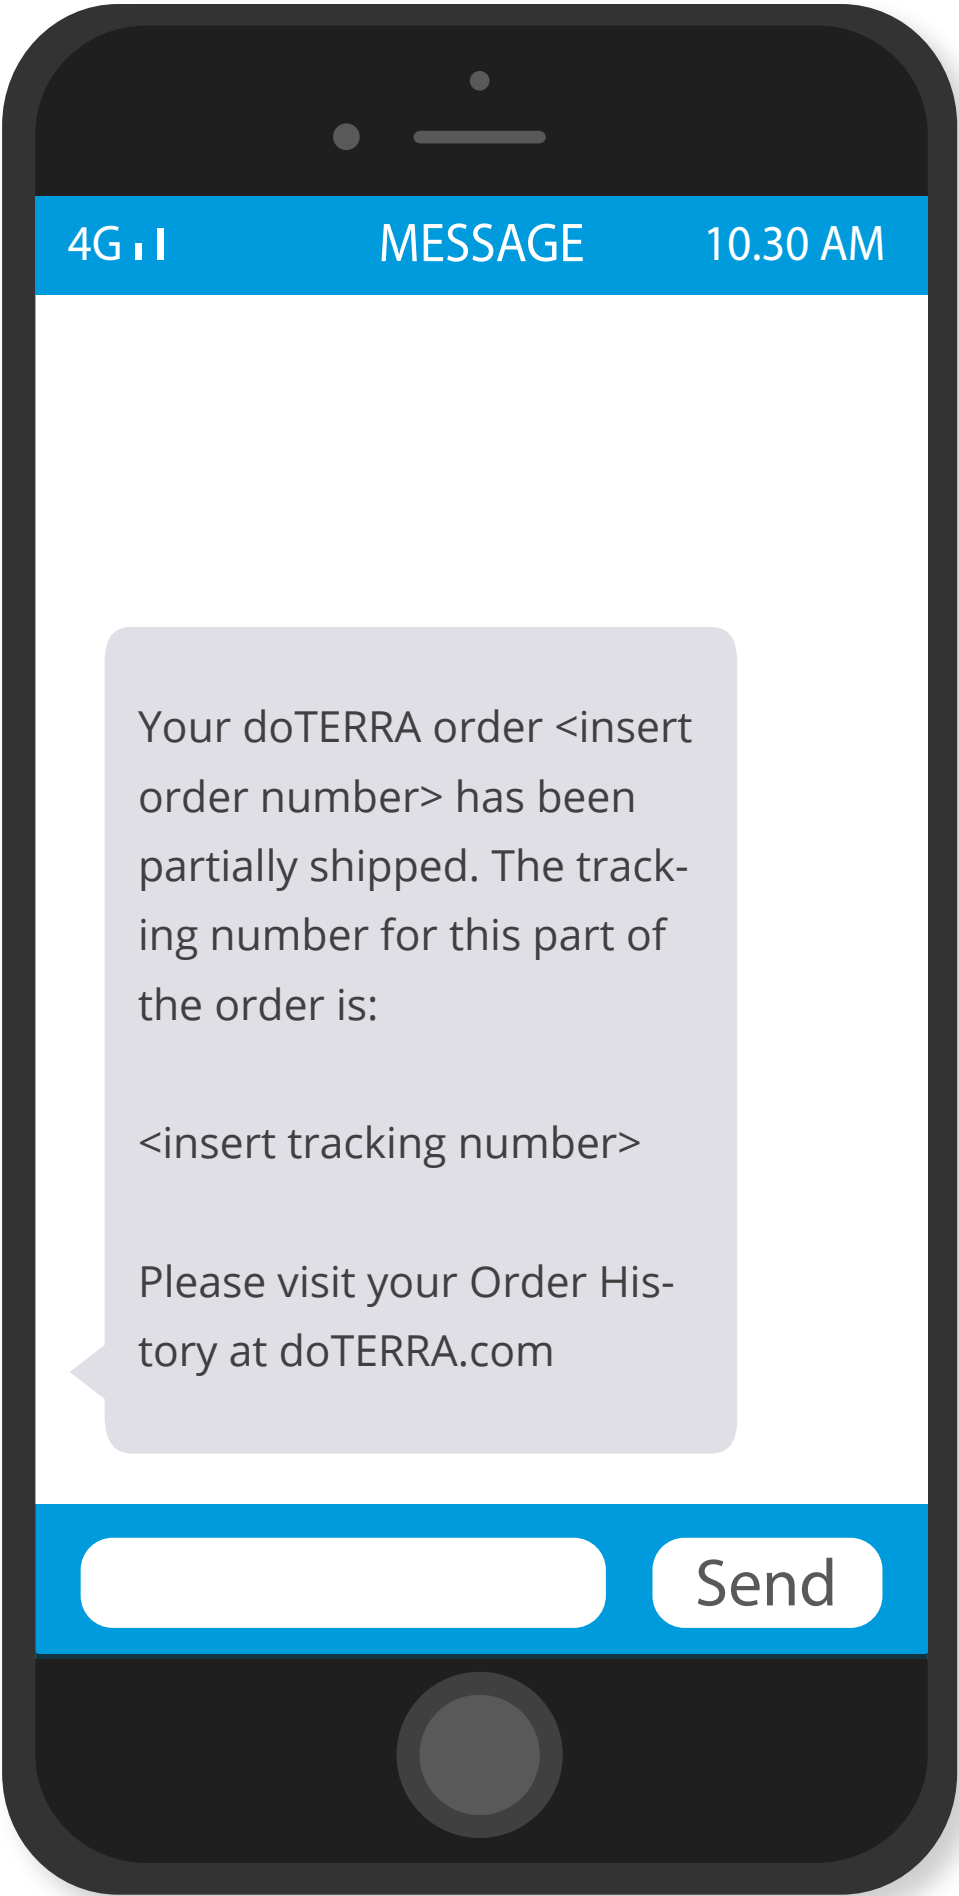 4G
MESSAGE
10.30 AM
Your doTERRA order <insert
order number> has been
partially shipped. The track-
ing number for this part of
the order is:
<insert tracking number>
Please visit your Order His-
tory at doTERRA.com
Send